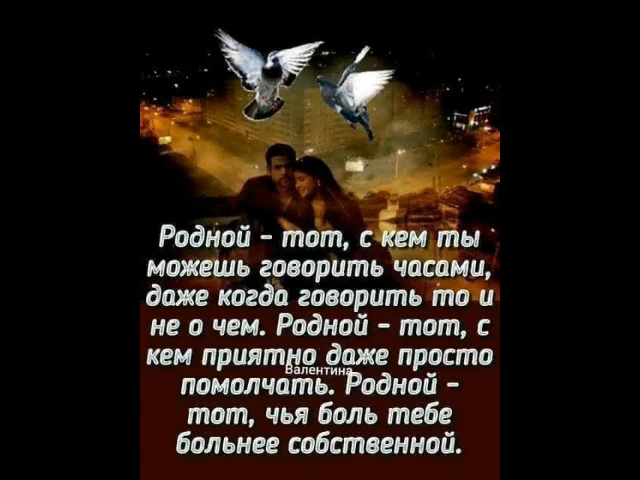 Родной - тот, с кем ты
можешь говорить часами,
даже когда говорить то и
не о чем. Родной - тот, с
кем приятно даже просто
Валентина
помолчать. Родной -
тот, чья боль тебе
больнее собственной.